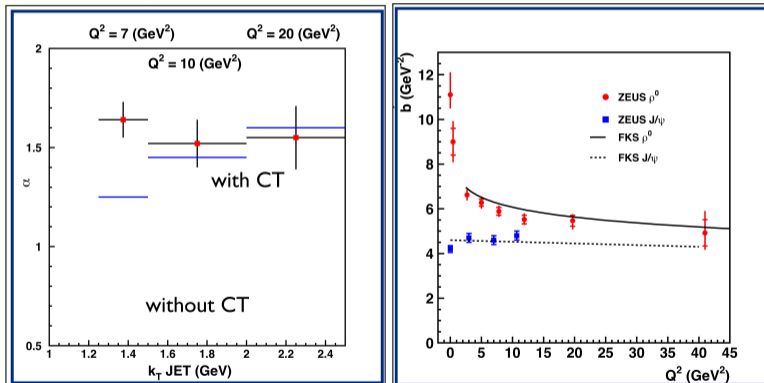 Q² = 7 (GeV²) Q² = 20 (GeV²)
Q² = 10 (GeV²)
2
1.5
1
0.5
α
with CT
without CT
1 1.2 1.4 1.6 1.8 2 2.2 2.4
k_T JET (GeV)
b (GeV⁻²)
12
10
8
6
4
2
0
ZEUS ρ⁰
ZEUS J/ψ
FKS ρ⁰
FKS J/ψ
0 5 10 15 20 25 30 35 40 45
Q² (GeV²)